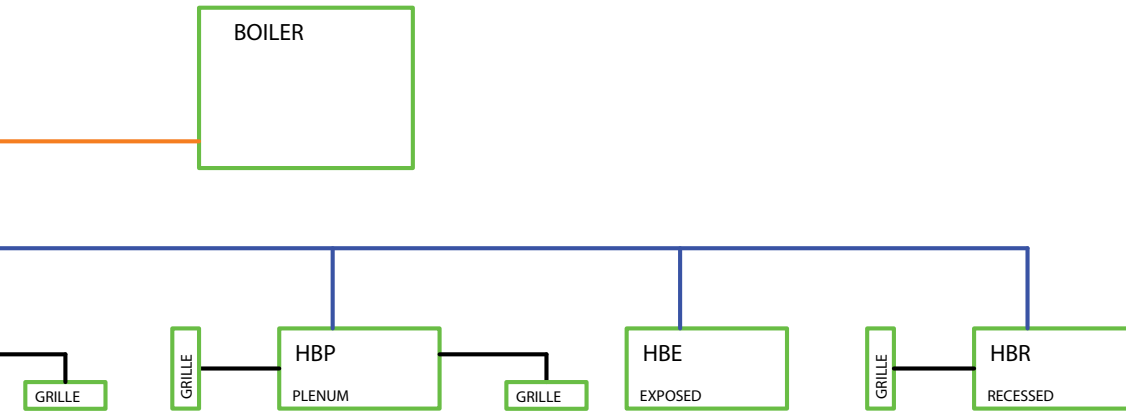 BOILER
GRILLE
GRILLE
HBP
PLENUM
GRILLE
HBE
EXPOSED
GRILLE
HBR
RECESSED